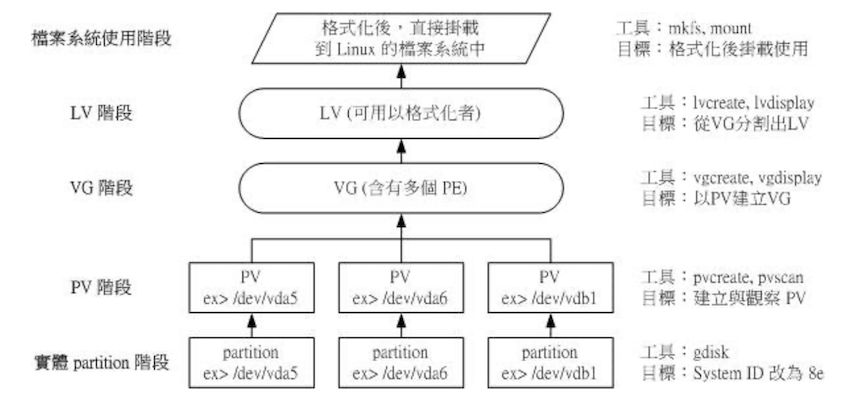 檔案系統使用階段
格式化後，直接掛載
到 Linux 的檔案系統中
工具：mkfs, mount
目標：格式化後掛載使用
LV 階段
LV (可用以格式化者)
工具：lvcreate, lvdisplay
目標：從VG分割出LV
VG 階段
VG (含有多個 PE)
工具：vgcreate, vgdisplay
目標：以PV建立VG
PV 階段
PV
ex> /dev/vda5
PV
ex> /dev/vda6
PV
ex> /dev/vdb1
工具：pvcreate, pvscan
目標：建立與觀察 PV
實體 partition 階段
partition
ex> /dev/vda5
partition
ex> /dev/vda6
partition
ex> /dev/vdb1
工具：gdisk
目標：System ID 改為 8e